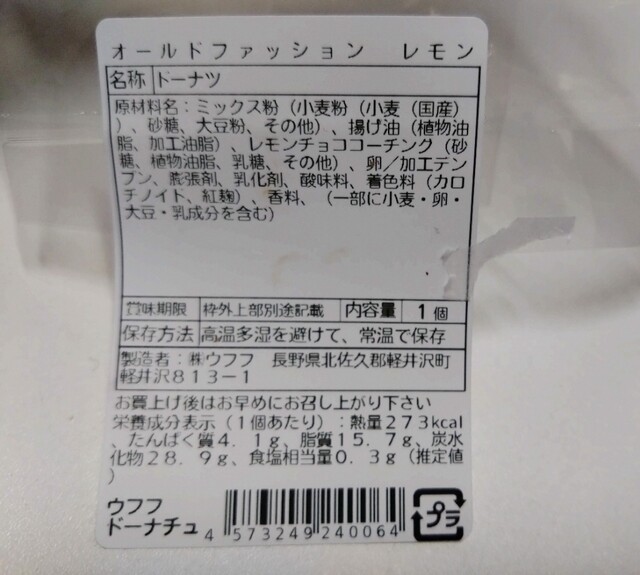 オールドファッション　レモン
名称 ドーナツ
原材料名：ミックス粉（小麦粉（小麦（国産）
）、砂糖、大豆粉、その他）、揚げ油（植物油
脂、加工油脂）、レモンチョココーチング（砂
糖、植物油脂、乳糖、その他）、卵／加工デン
プン、膨張剤、乳化剤、酸味料、着色料（カロ
チノイド、紅麹）、香料、（一部に小麦・卵・
大豆・乳成分を含む）
賞味期限 枠外上部別途記載 内容量 １個
保存方法 高温多湿を避けて、常温で保存
製造者：㈱ウフフ　長野県北佐久郡軽井沢町
軽井沢８１３－１
お買上げ後はお早めにお召し上がり下さい
栄養成分表示（１個あたり）：熱量２７３kcal
、たんぱく質４．１g、脂質１５．７g、炭水
化物２８．９g、食塩相当量０．３g（推定値
）
ウフフ
ドーナチュ
4 573249 240064
プラ